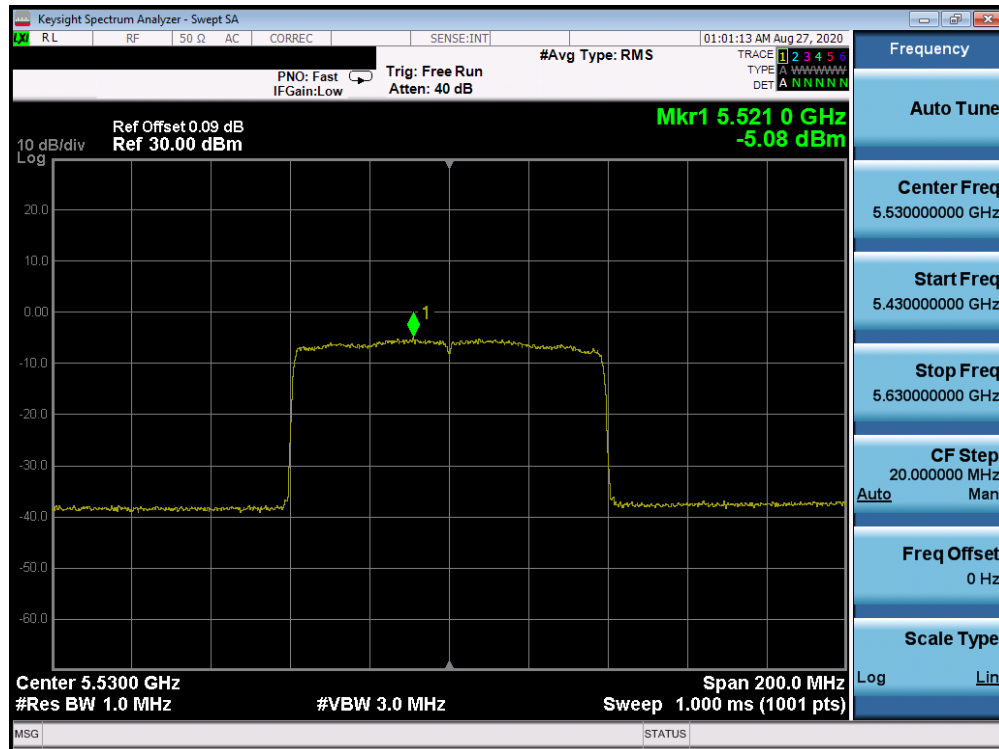 Keysight Spectrum Analyzer - Swept SA
LXI RL RF 50 Ω AC CORREC SENSE:INT 01:01:13 AM Aug 27, 2020
#Avg Type: RMS TRACE 1 2 3 4 5 6
PNO: Fast Trig: Free Run TYPE A WWWWW
IFGain:Low Atten: 40 dB DET A N N N N N
Mkr1 5.521 0 GHz
-5.08 dBm
Ref Offset 0.09 dB
10 dB/div Ref 30.00 dBm
Log
20.0
10.0
0.00
-10.0
-20.0
-30.0
-40.0
-50.0
-60.0
1
Center 5.5300 GHz Span 200.0 MHz
#Res BW 1.0 MHz #VBW 3.0 MHz Sweep 1.000 ms (1001 pts)
MSG STATUS
Frequency
Auto Tune
Center Freq
5.530000000 GHz
Start Freq
5.430000000 GHz
Stop Freq
5.630000000 GHz
CF Step
20.000000 MHz
Auto Man
Freq Offset
0 Hz
Scale Type
Log Lin